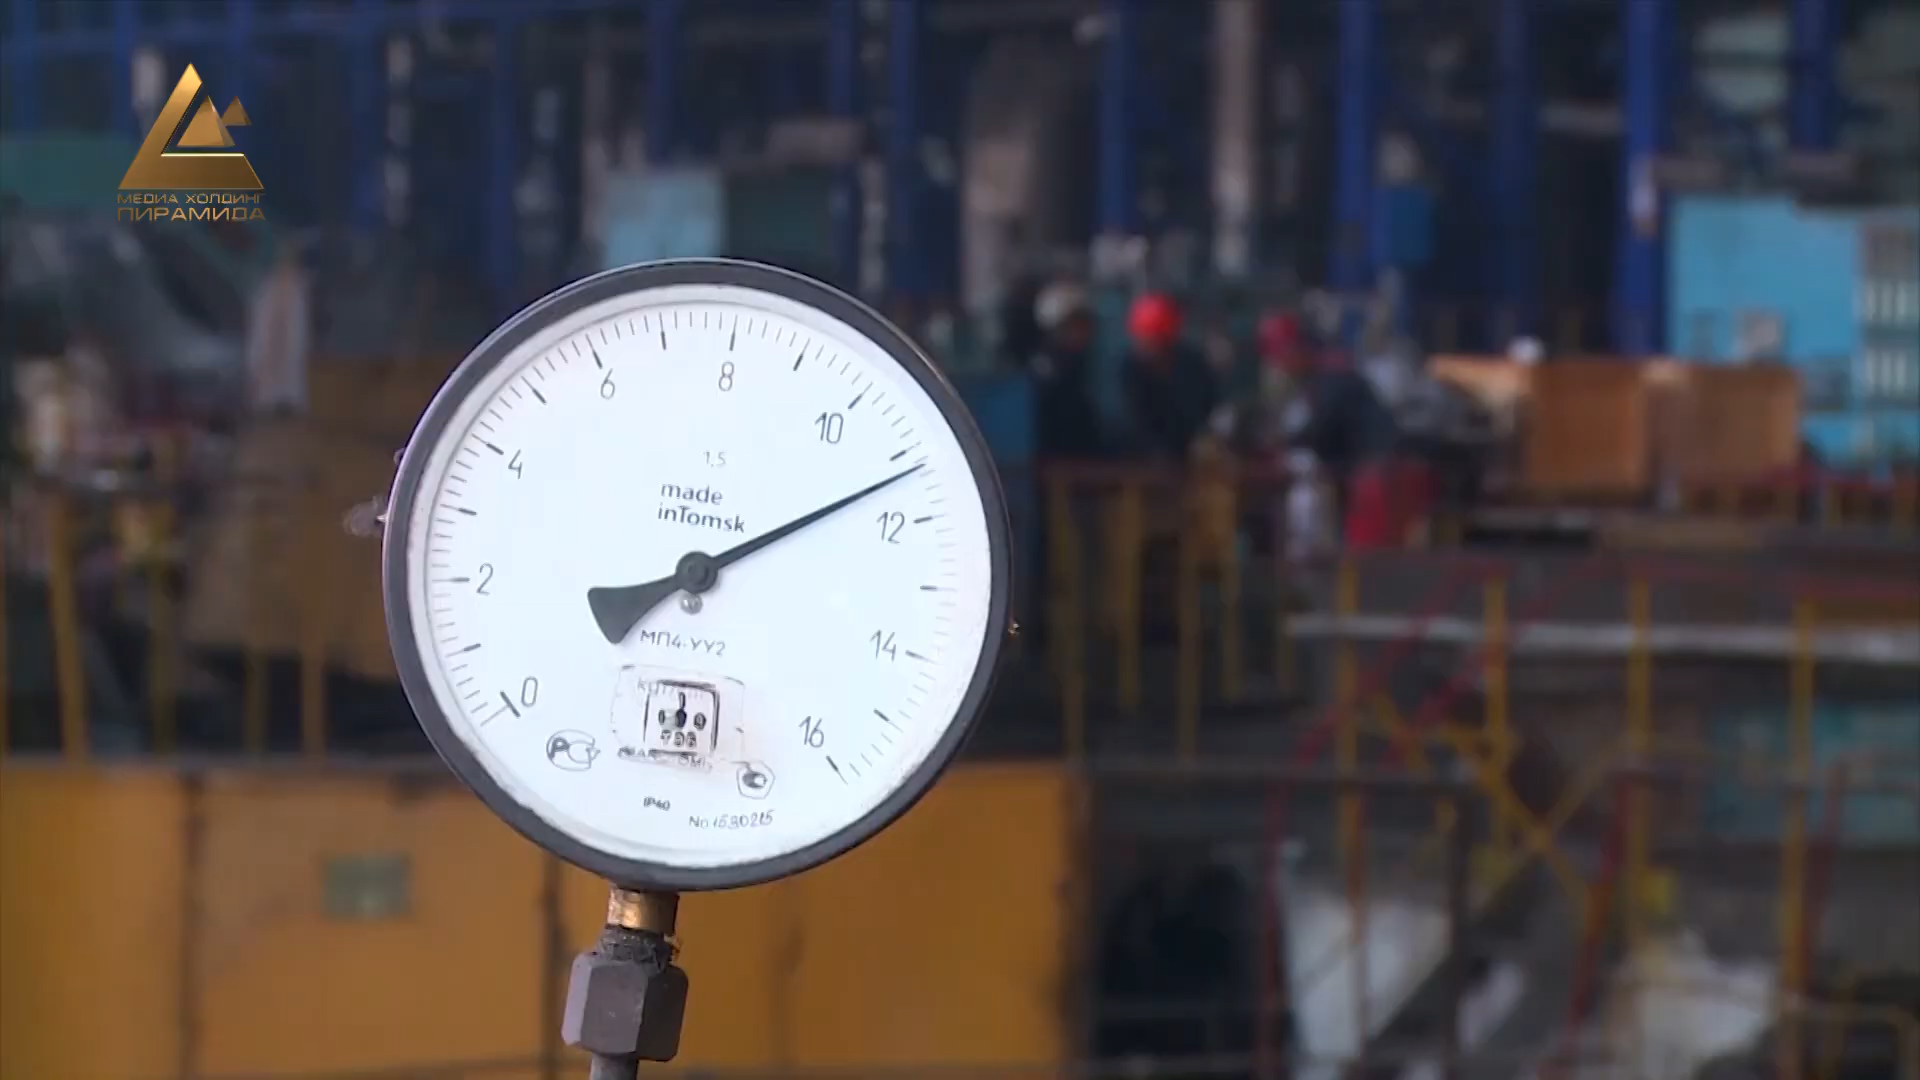 МЕДИА ХОЛДИНГ
ПИРАМИДА
0
2
4
6
8
10
12
14
16
1,5
made
inTomsk
МП4-УУ2
IP40
No 1530215